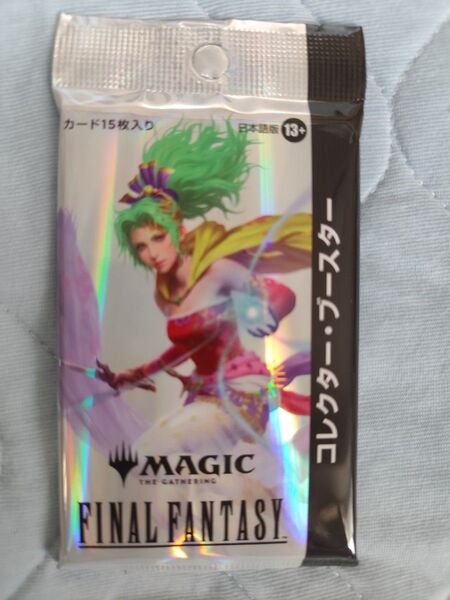 カード15枚入り
日本語版 13+
コレクター・ブースター
MAGIC
THE GATHERING
FINAL FANTASY™